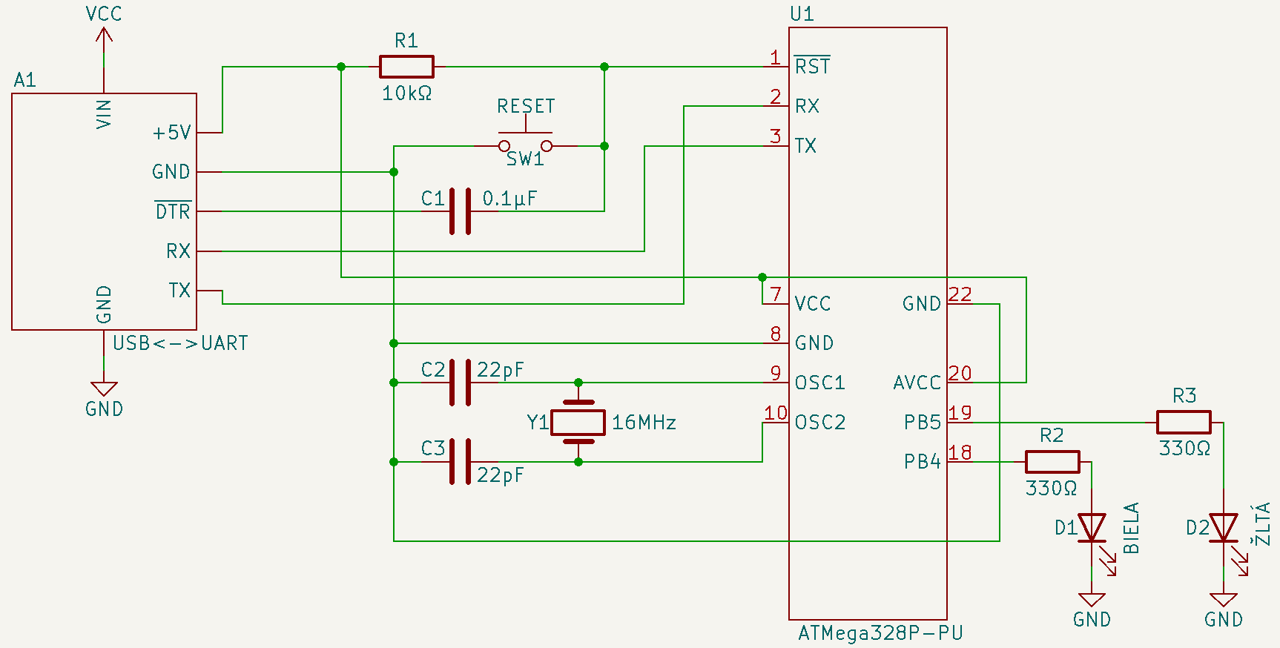 VCC
A1
VIN
+5V
GND
DTR
RX
TX
GND
USB<->UART
GND
R1
10kΩ
RESET
SW1
C1
0.1µF
C2
22pF
Y1
16MHz
C3
22pF
U1
1
RST
2
RX
3
TX
7
VCC
8
GND
9
OSC1
10
OSC2
22
GND
20
AVCC
19
PB5
18
PB4
ATMega328P-PU
R2
330Ω
D1
BIELA
GND
R3
330Ω
D2
ŽLTÁ
GND